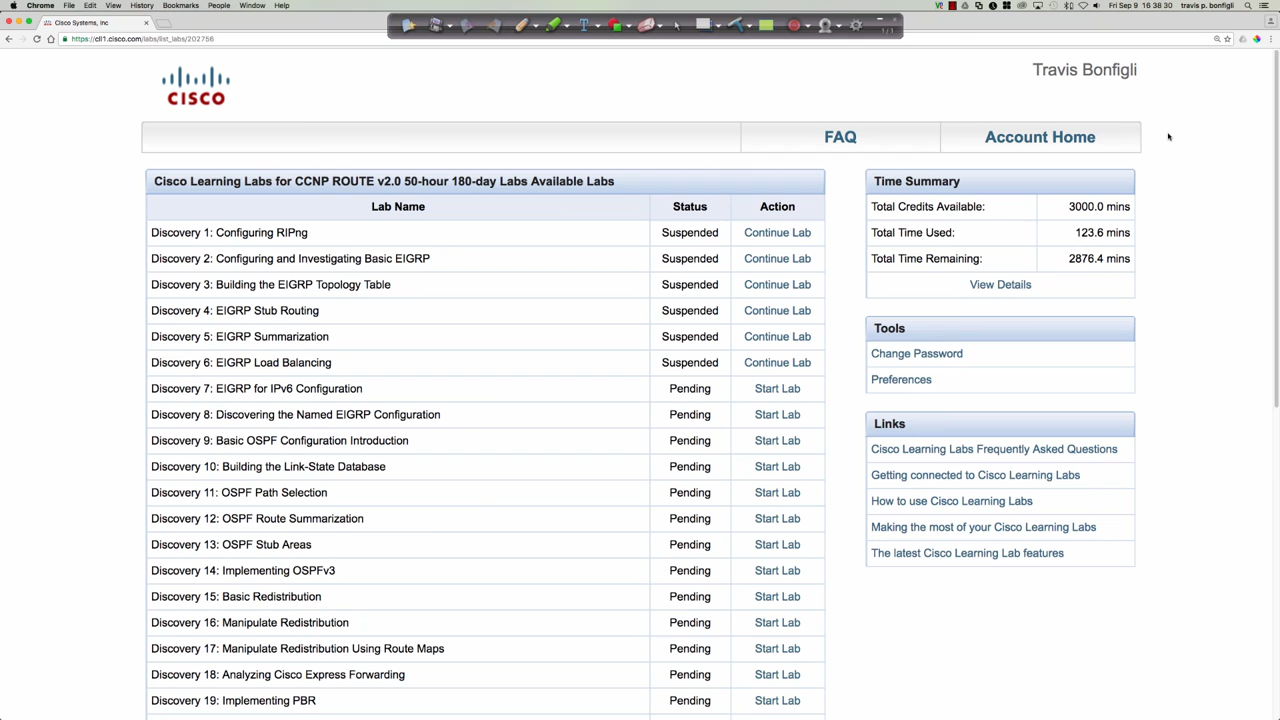 Chrome File Edit View History Bookmarks People Window Help
Fri Sep 9 16 38 30 travis p. bonfigli
Cisco Systems, Inc
https://cll1.cisco.com/labs/list_labs/202756
Travis Bonfigli
CISCO
FAQ Account Home
Cisco Learning Labs for CCNP ROUTE v2.0 50-hour 180-day Labs Available Labs
Lab Name Status Action
Discovery 1: Configuring RIPng Suspended Continue Lab
Discovery 2: Configuring and Investigating Basic EIGRP Suspended Continue Lab
Discovery 3: Building the EIGRP Topology Table Suspended Continue Lab
Discovery 4: EIGRP Stub Routing Suspended Continue Lab
Discovery 5: EIGRP Summarization Suspended Continue Lab
Discovery 6: EIGRP Load Balancing Suspended Continue Lab
Discovery 7: EIGRP for IPv6 Configuration Pending Start Lab
Discovery 8: Discovering the Named EIGRP Configuration Pending Start Lab
Discovery 9: Basic OSPF Configuration Introduction Pending Start Lab
Discovery 10: Building the Link-State Database Pending Start Lab
Discovery 11: OSPF Path Selection Pending Start Lab
Discovery 12: OSPF Route Summarization Pending Start Lab
Discovery 13: OSPF Stub Areas Pending Start Lab
Discovery 14: Implementing OSPFv3 Pending Start Lab
Discovery 15: Basic Redistribution Pending Start Lab
Discovery 16: Manipulate Redistribution Pending Start Lab
Discovery 17: Manipulate Redistribution Using Route Maps Pending Start Lab
Discovery 18: Analyzing Cisco Express Forwarding Pending Start Lab
Discovery 19: Implementing PBR Pending Start Lab
Time Summary
Total Credits Available: 3000.0 mins
Total Time Used: 123.6 mins
Total Time Remaining: 2876.4 mins
View Details
Tools
Change Password
Preferences
Links
Cisco Learning Labs Frequently Asked Questions
Getting connected to Cisco Learning Labs
How to use Cisco Learning Labs
Making the most of your Cisco Learning Labs
The latest Cisco Learning Lab features